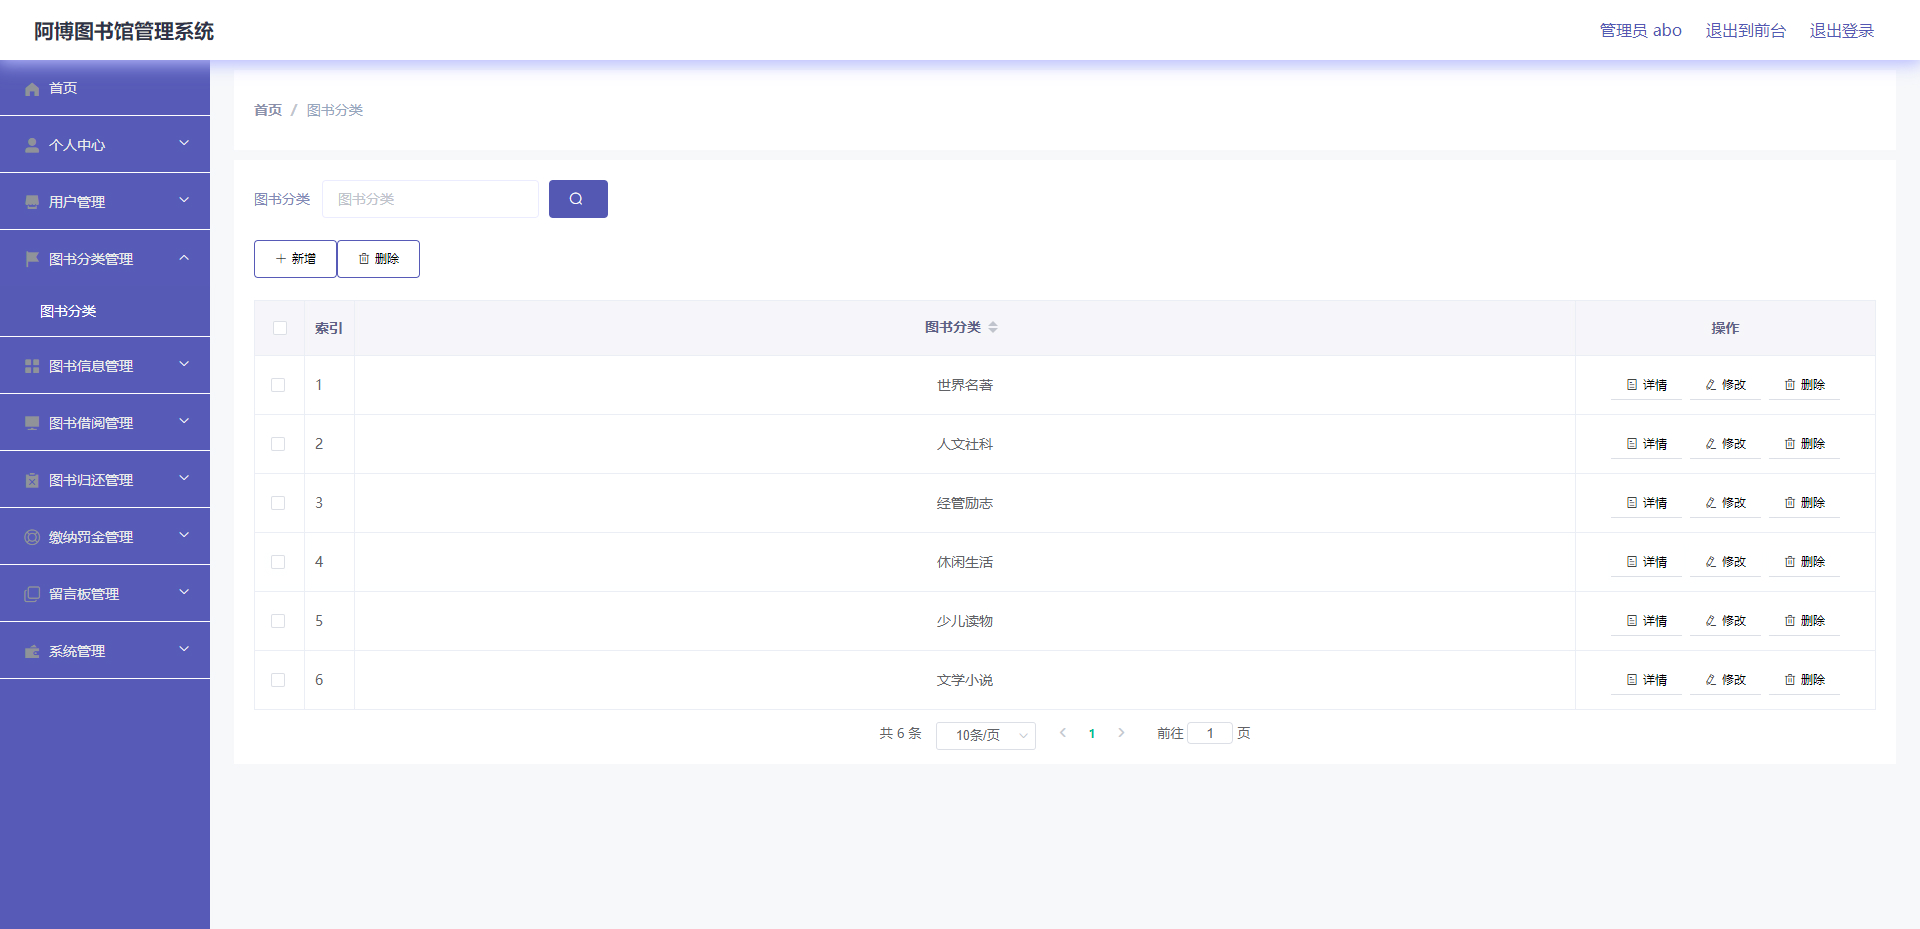 阿博图书馆管理系统
管理员 abo 退出到前台 退出登录
首页
个人中心
用户管理
图书分类管理
图书分类
图书信息管理
图书借阅管理
图书归还管理
缴纳罚金管理
留言板管理
系统管理
首页 / 图书分类
图书分类 图书分类
新增 删除
索引 图书分类 操作
1 世界名著 详情 修改 删除
2 人文社科 详情 修改 删除
3 经管励志 详情 修改 删除
4 休闲生活 详情 修改 删除
5 少儿读物 详情 修改 删除
6 文学小说 详情 修改 删除
共 6 条 10条/页 1 前往 1 页